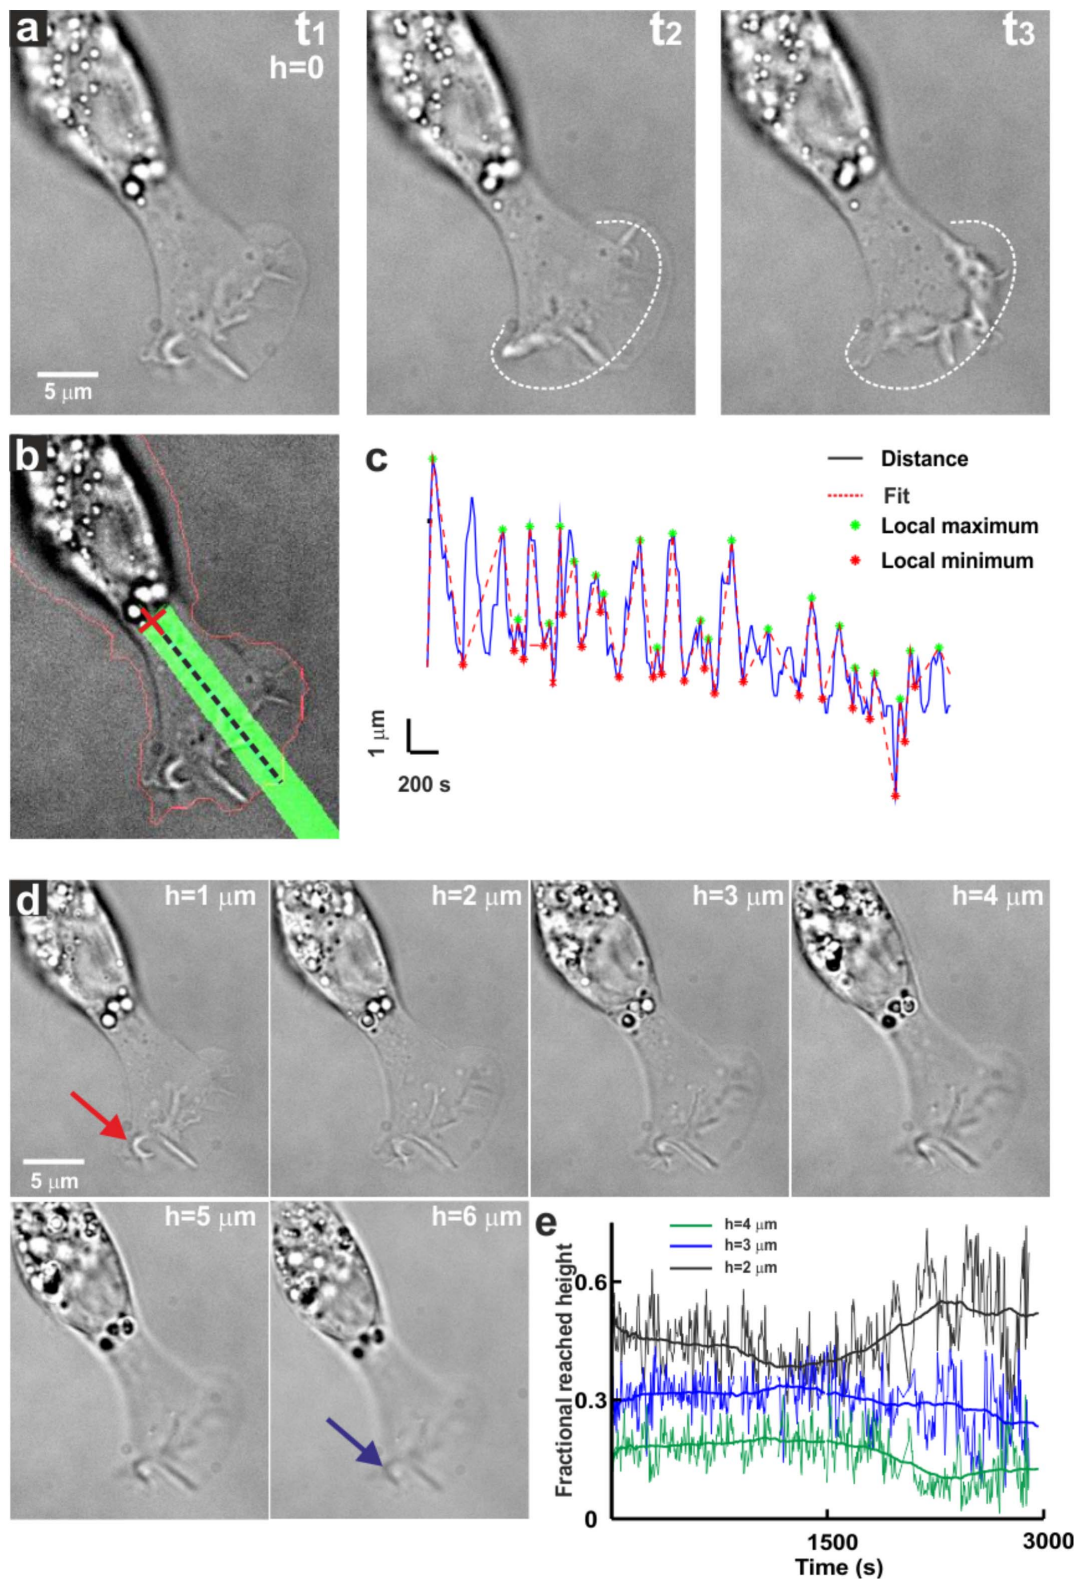 a
t1
h=0
t2
t3
5 μm
b
c
Distance
Fit
Local maximum
Local minimum
1 μm
200 s
d
h=1 μm
h=2 μm
h=3 μm
h=4 μm
5 μm
h=5 μm
h=6 μm
e
h=4 μm
h=3 μm
h=2 μm
Fractional reached height
0.6
0.3
0
1500
3000
Time (s)